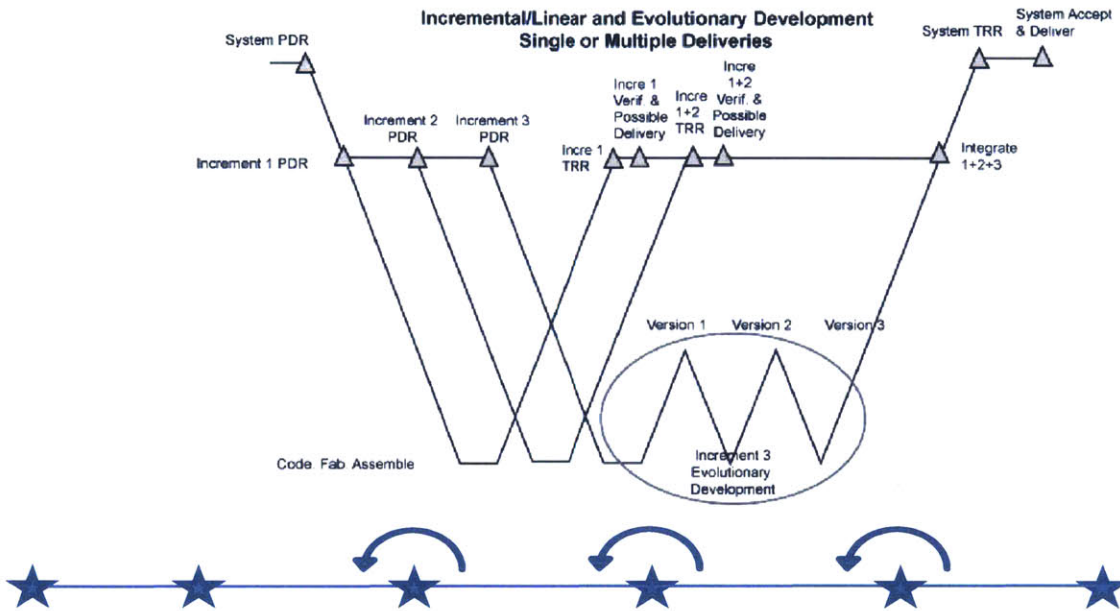 Incremental/Linear and Evolutionary Development
Single or Multiple Deliveries
System PDR
System TRR
System Accept
& Deliver
Increment 1 PDR
Increment 2
PDR
Increment 3
PDR
Incre 1
TRR
Incre 1
Verif. &
Possible
Delivery
Incre
1+2
TRR
Incre
1+2
Verif. &
Possible
Delivery
Integrate
1+2+3
Version 1
Version 2
Version 3
Code Fab Assemble
Increment 3
Evolutionary
Development